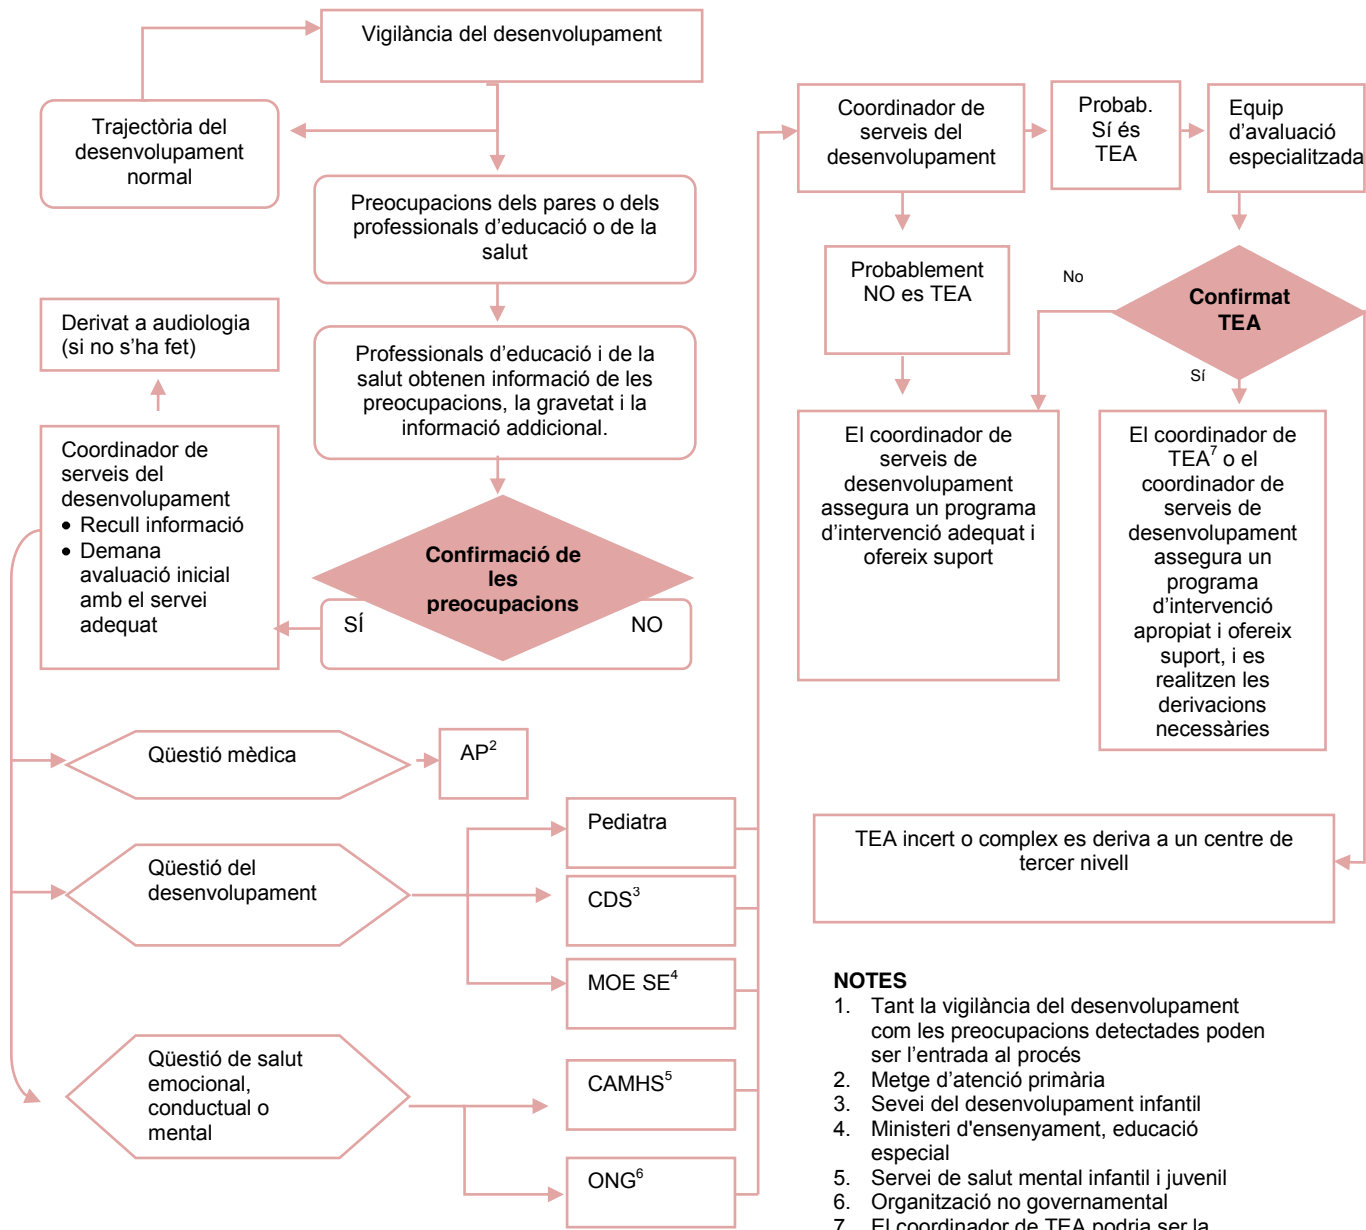 Vigilància del desenvolupament
Trajectòria del
desenvolupament
normal
Preocupacions dels pares o dels
professionals d’educació o de la
salut
Derivat a audiologia
(si no s’ha fet)
Professionals d’educació i de la
salut obtenen informació de les
preocupacions, la gravetat i la
informació addicional.
Coordinador de
serveis del
desenvolupament
• Recull informació
• Demana
avaluació inicial
amb el servei
adequat
Confirmació de
les
preocupacions
SÍ
NO
Qüestió mèdica
AP2
Qüestió del
desenvolupament
Pediatra
CDS3
MOE SE4
Qüestió de salut
emocional,
conductual o
mental
CAMHS5
ONG6
Coordinador de
serveis del
desenvolupament
Probab.
Sí és
TEA
Equip
d’avaluació
especialitzada
Probablement
NO es TEA
No
Confirmat
TEA
Sí
El coordinador de
serveis de
desenvolupament
assegura un programa
d’intervenció adequat i
ofereix suport
El coordinador de
TEA7 o el
coordinador de
serveis de
desenvolupament
assegura un
programa
d’intervenció
apropiat i ofereix
suport, i es
realitzen les
derivacions
necessàries
TEA incert o complex es deriva a un centre de
tercer nivell
NOTES
1. Tant la vigilància del desenvolupament
com les preocupacions detectades poden
ser l’entrada al procés
2. Metge d’atenció primària
3. Sevei del desenvolupament infantil
4. Ministeri d'ensenyament, educació
especial
5. Servei de salut mental infantil i juvenil
6. Organització no governamental
7. El coordinador de TEA podria ser la